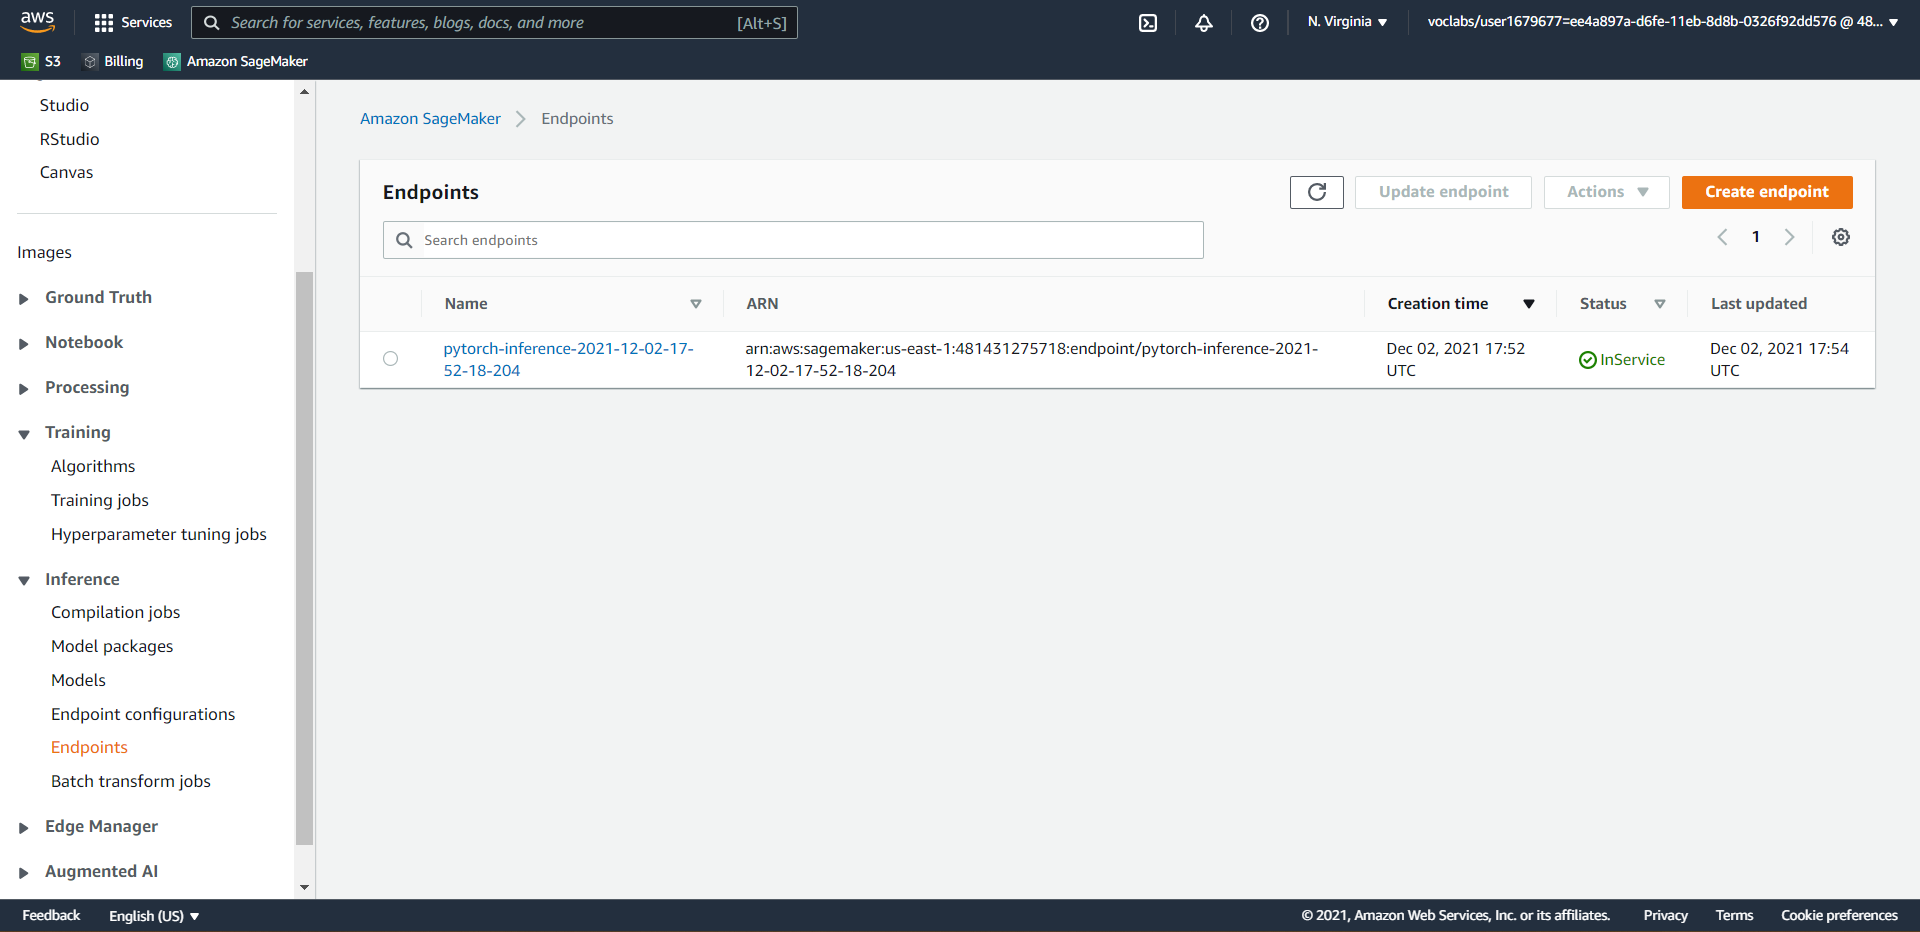 aws
Services
Search for services, features, blogs, docs, and more
[Alt+S]
N. Virginia
voclabs/user1679677=ee4a897a-d6fe-11eb-8d8b-0326f92dd576 @ 48...
S3
Billing
Amazon SageMaker
Studio
RStudio
Canvas
Images
Ground Truth
Notebook
Processing
Training
Algorithms
Training jobs
Hyperparameter tuning jobs
Inference
Compilation jobs
Model packages
Models
Endpoint configurations
Endpoints
Batch transform jobs
Edge Manager
Augmented AI
Amazon SageMaker
Endpoints
Endpoints
Update endpoint
Actions
Create endpoint
Search endpoints
1
Name
ARN
Creation time
Status
Last updated
pytorch-inference-2021-12-02-17-
52-18-204
arn:aws:sagemaker:us-east-1:481431275718:endpoint/pytorch-inference-2021-
12-02-17-52-18-204
Dec 02, 2021 17:52
UTC
InService
Dec 02, 2021 17:54
UTC
Feedback
English (US)
© 2021, Amazon Web Services, Inc. or its affiliates.
Privacy
Terms
Cookie preferences